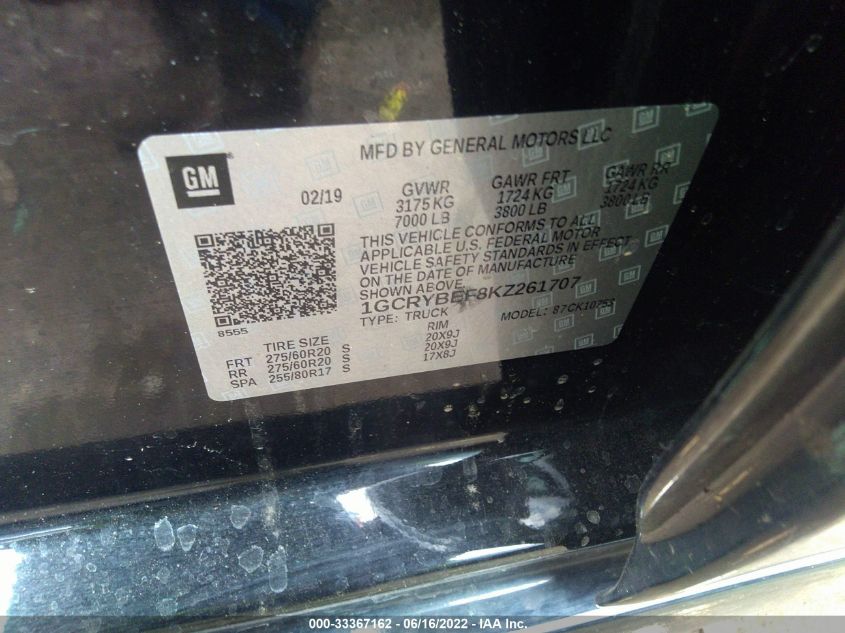 GM
MFD BY GENERAL MOTORS LLC
02/19
GVWR GAWR FRT GAWR RR
3175 KG 1724 KG 1724 KG
7000 LB 3800 LB 3800 LB
THIS VEHICLE CONFORMS TO ALL
APPLICABLE U.S. FEDERAL MOTOR
VEHICLE SAFETY STANDARDS IN EFFECT
ON THE DATE OF MANUFACTURE
SHOWN ABOVE
1GCRYBEF8KZ261707
TYPE: TRUCK MODEL: 87CK10753
8555
TIRE SIZE RIM
FRT 275/60R20 S 20X9J
RR 275/60R20 S 20X9J
SPA 255/80R17 S 17X8J
000-33367162 - 06/16/2022 - IAA Inc.